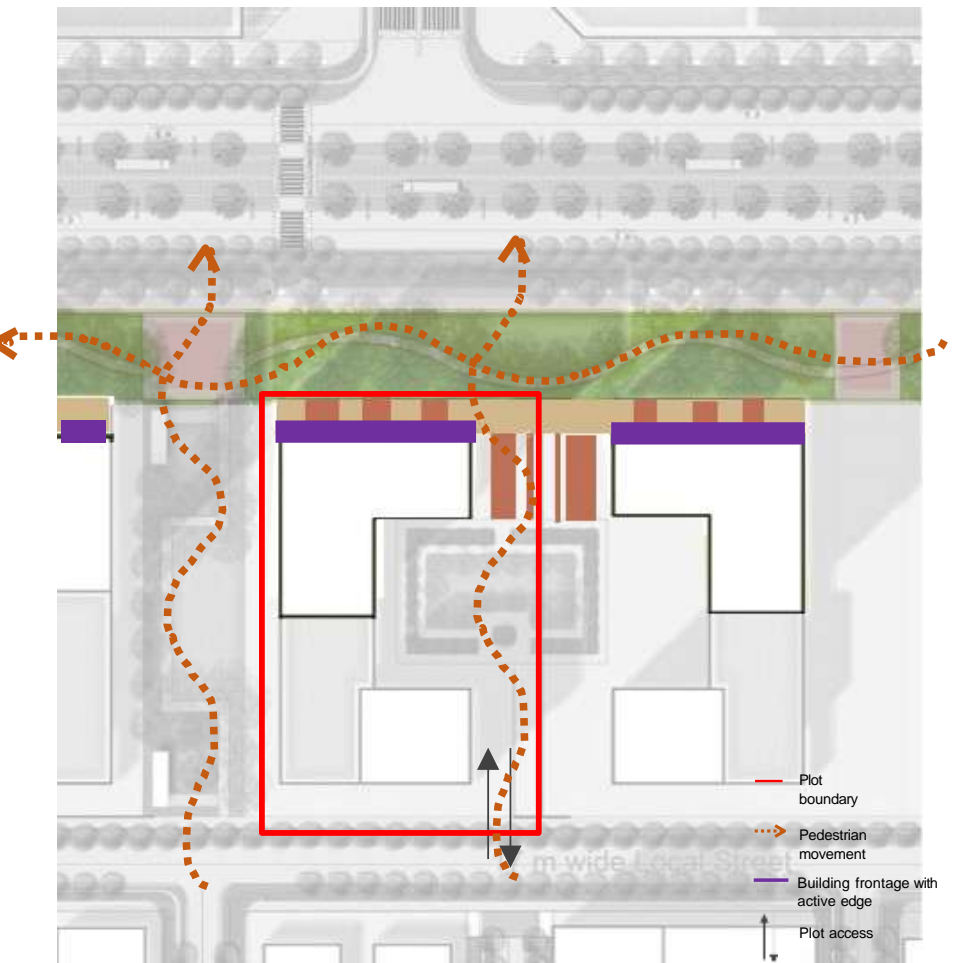 m wide Local Street
Plot
boundary
Pedestrian
movement
Building frontage with
active edge
Plot access